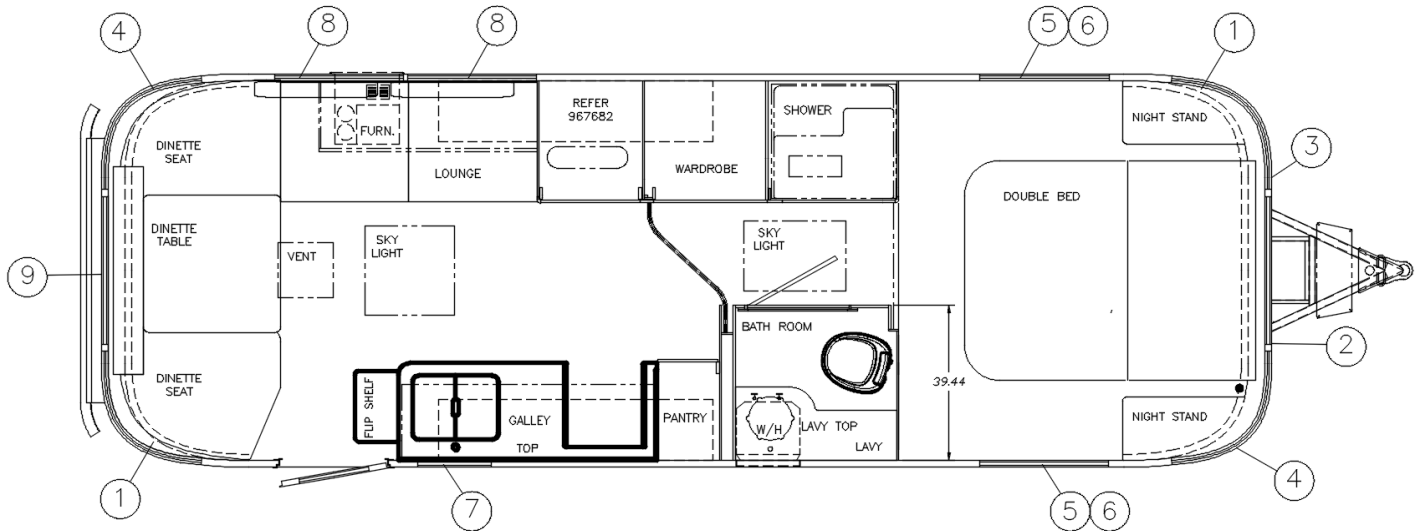 4
8
8
5 6
1
DINETTE
SEAT
FURN.
LOUNGE
REFER
967682
WARDROBE
SHOWER
NIGHT STAND
3
DOUBLE BED
DINETTE
TABLE
VENT
SKY
LIGHT
SKY
LIGHT
9
BATH ROOM
2
39.44
DINETTE
SEAT
FLIP SHELF
GALLEY
TOP
PANTRY
W/H
LAVY TOP
LAVY
NIGHT STAND
1
7
5 6
4